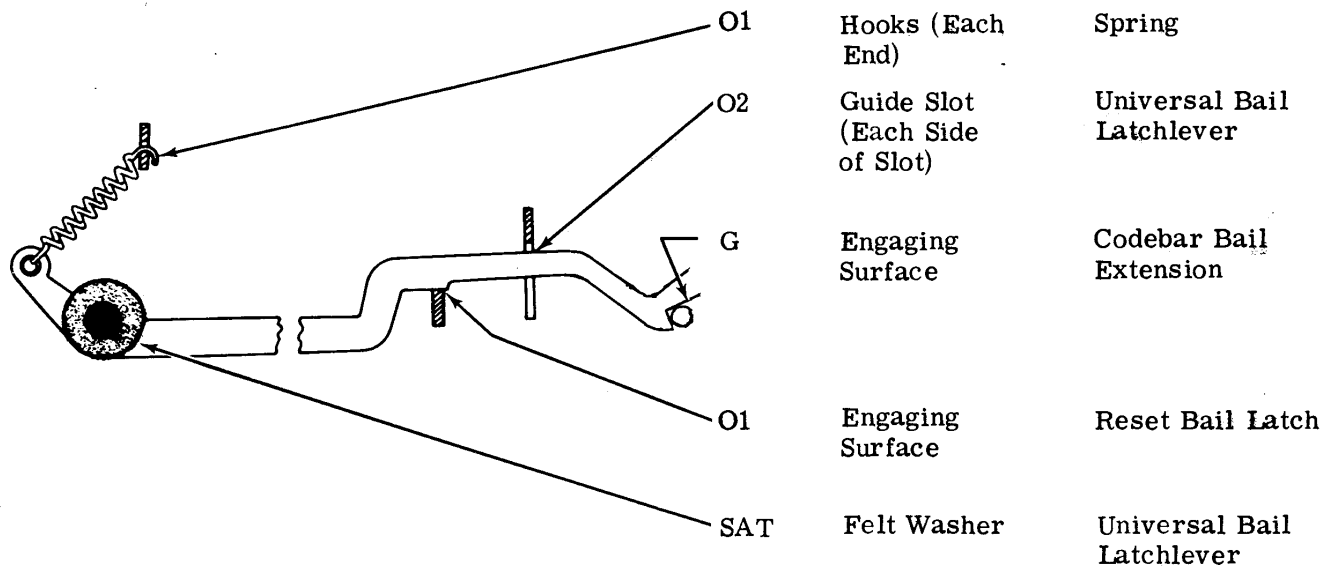 O1 Hooks (Each Spring
End)
O2 Guide Slot Universal Bail
(Each Side Latchlever
of Slot)
G Engaging Codebar Bail
Surface Extension
O1 Engaging Reset Bail Latch
Surface
SAT Felt Washer Universal Bail
Latchlever